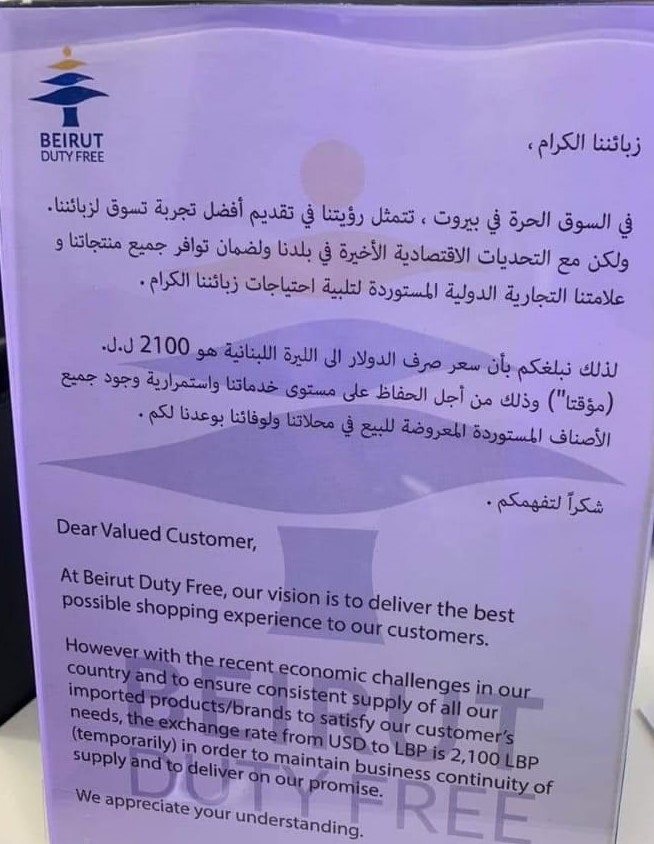 BEIRUT
DUTY FREE
زبائننا الكرام ،
في السوق الحرة في بيروت ، تتمثل رؤيتنا في تقديم أفضل تجربة تسوق لزبائننا.
ولكن مع التحديات الاقتصادية الأخيرة في بلدنا ولضمان توافر جميع منتجاتنا و
علامتنا التجارية الدولية المستوردة لتلبية احتياجات زبائننا الكرام .
لذلك نبلغكم بأن سعر صرف الدولار الى الليرة اللبنانية هو 2100 ل.ل.
(مؤقتا") وذلك من أجل الحفاظ على مستوى خدماتنا واستمرارية وجود جميع
الأصناف المستوردة المعروضة للبيع في محلاتنا ولوفائنا بوعدنا لكم .
شكراً لتفهمكم .
Dear Valued Customer,
At Beirut Duty Free, our vision is to deliver the best
possible shopping experience to our customers.
However with the recent economic challenges in our
country and to ensure consistent supply of all our
imported products/brands to satisfy our customer's
needs, the exchange rate from USD to LBP is 2,100 LBP
(temporarily) in order to maintain business continuity of
supply and to deliver on our promise.
We appreciate your understanding.
BEIRUT
DUTY FREE